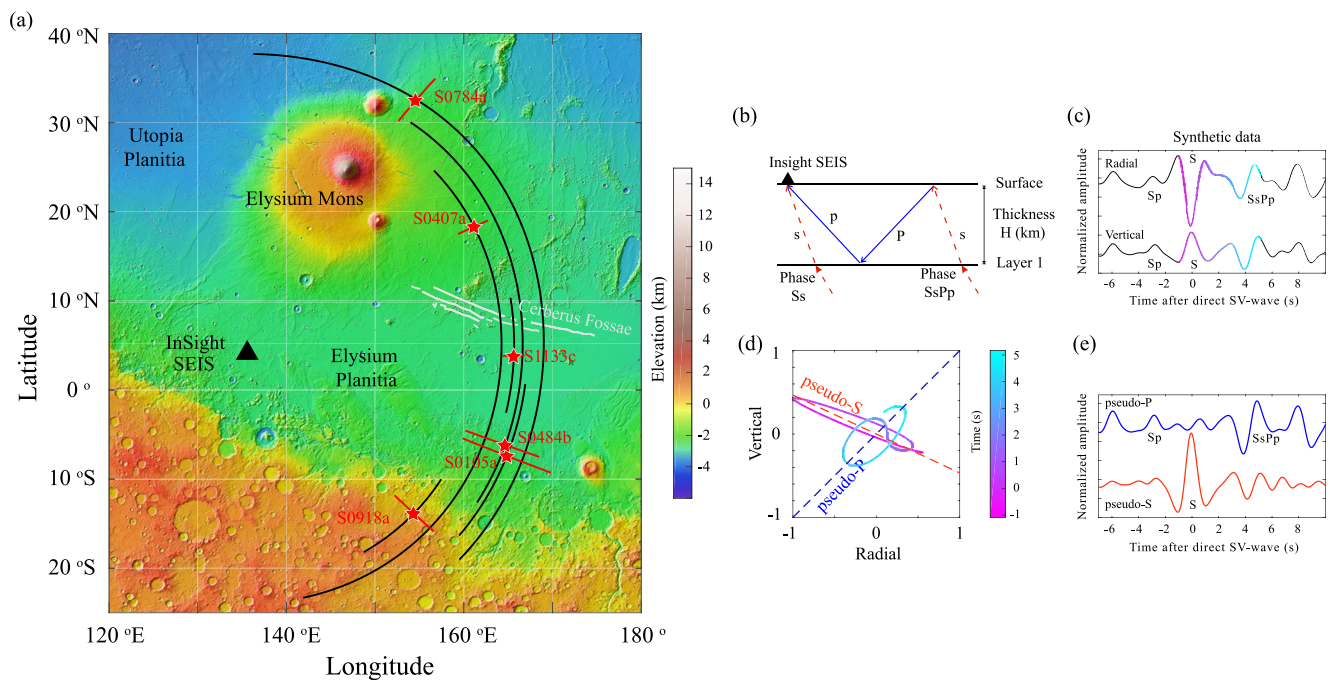 (a)
40 °N
30 °N
20 °N
10 °N
0 °
10 °S
20 °S
Latitude
120 °E
140 °E
160 °E
180 °
Longitude
Utopia
Planitia
Elysium Mons
S0784a
S0407a
Cerberus Fossae
InSight
SEIS
Elysium
Planitia
S1133c
S0484b
S0185a
S0918a
Elevation (km)
14
12
10
8
6
4
2
0
-2
-4
-6
(b)
Insight SEIS
Surface
Thickness
H (km)
Layer 1
s
p
P
s
Phase
Ss
Phase
SsPp
(c)
Synthetic data
Normalized amplitude
Radial
Sp
S
SsPp
Vertical
Sp
S
-6
-4
-2
0
2
4
6
8
Time after direct SV-wave (s)
(d)
1
0
-1
Vertical
pseudo-S
pseudo-P
-1
0
1
Radial
Time(s)
5
4
3
2
1
0
-1
(e)
Normalized amplitude
pseudo-P
Sp
SsPp
pseudo-S
S
-6
-4
-2
0
2
4
6
8
Time after direct SV-wave (s)